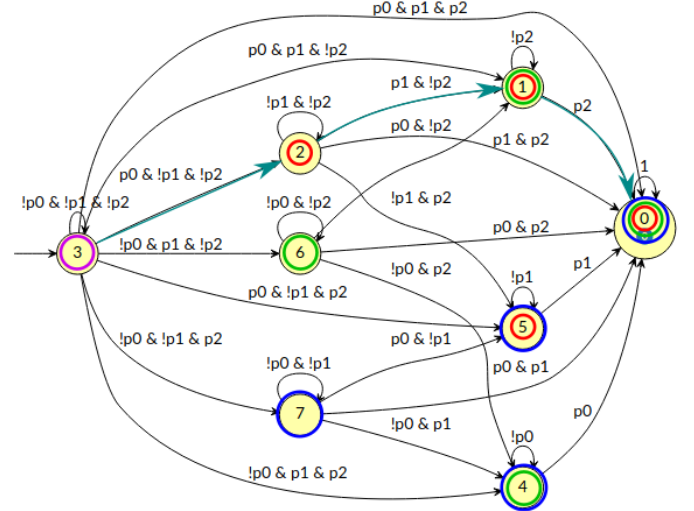 p0 & p1 & p2
p0 & p1 & !p2
!p2
1
p1 & !p2
p2
!p1 & !p2
2
p0 & !p2
p1 & p2
p0 & !p1 & !p2
1
!p0 & !p1 & !p2
!p0 & !p2
!p1 & p2
0
3
!p0 & p1 & !p2
6
p0 & p2
!p0 & p2
p1
!p1
p0 & !p1 & p2
5
!p0 & !p1 & p2
p0 & !p1
!p0 & !p1
p0 & p1
7
!p0 & p1
p0
!p0
!p0 & p1 & p2
4